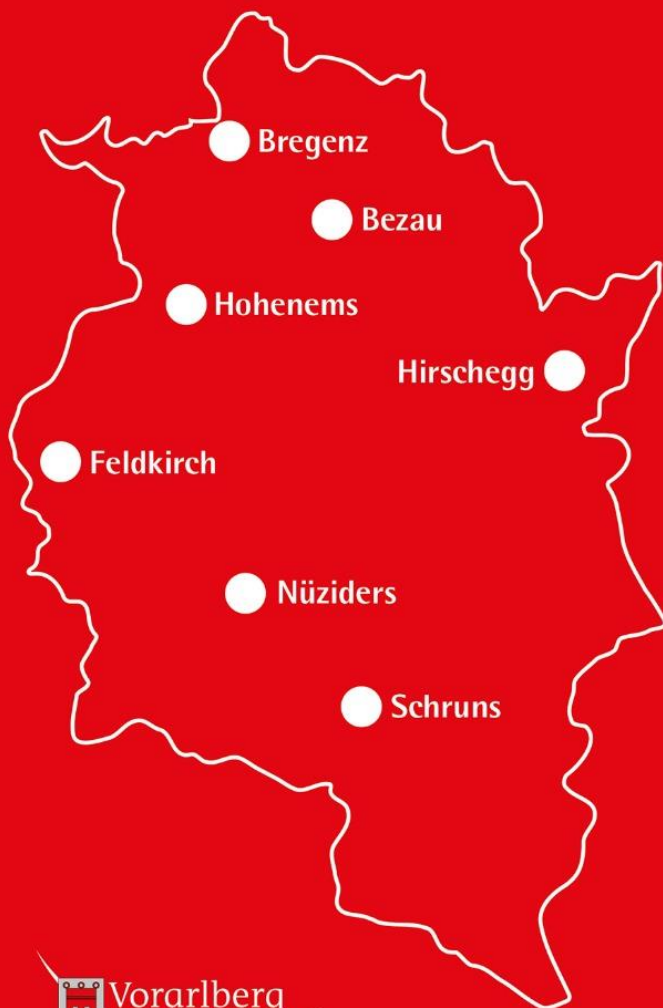 Bregenz
Bezau
Hohenems
Hirschegg
Feldkirch
Nüziders
Schruns
Vorarlberg